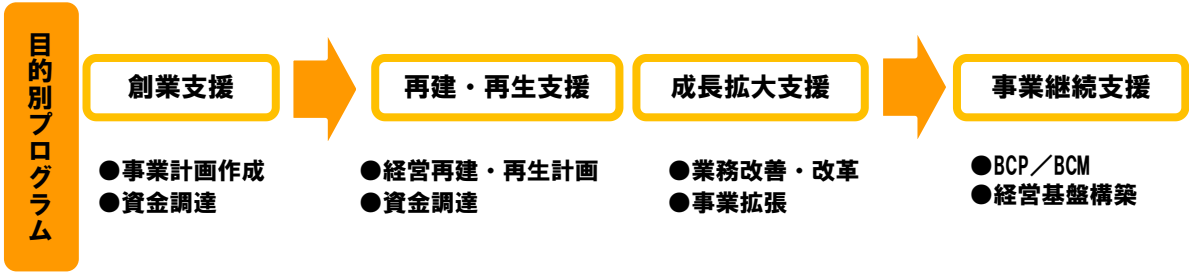 目的別プログラム
創業支援
●事業計画作成
●資金調達
再建・再生支援
●経営再建・再生計画
●資金調達
成長拡大支援
●業務改善・改革
●事業拡張
事業継続支援
●BCP／BCM
●経営基盤構築